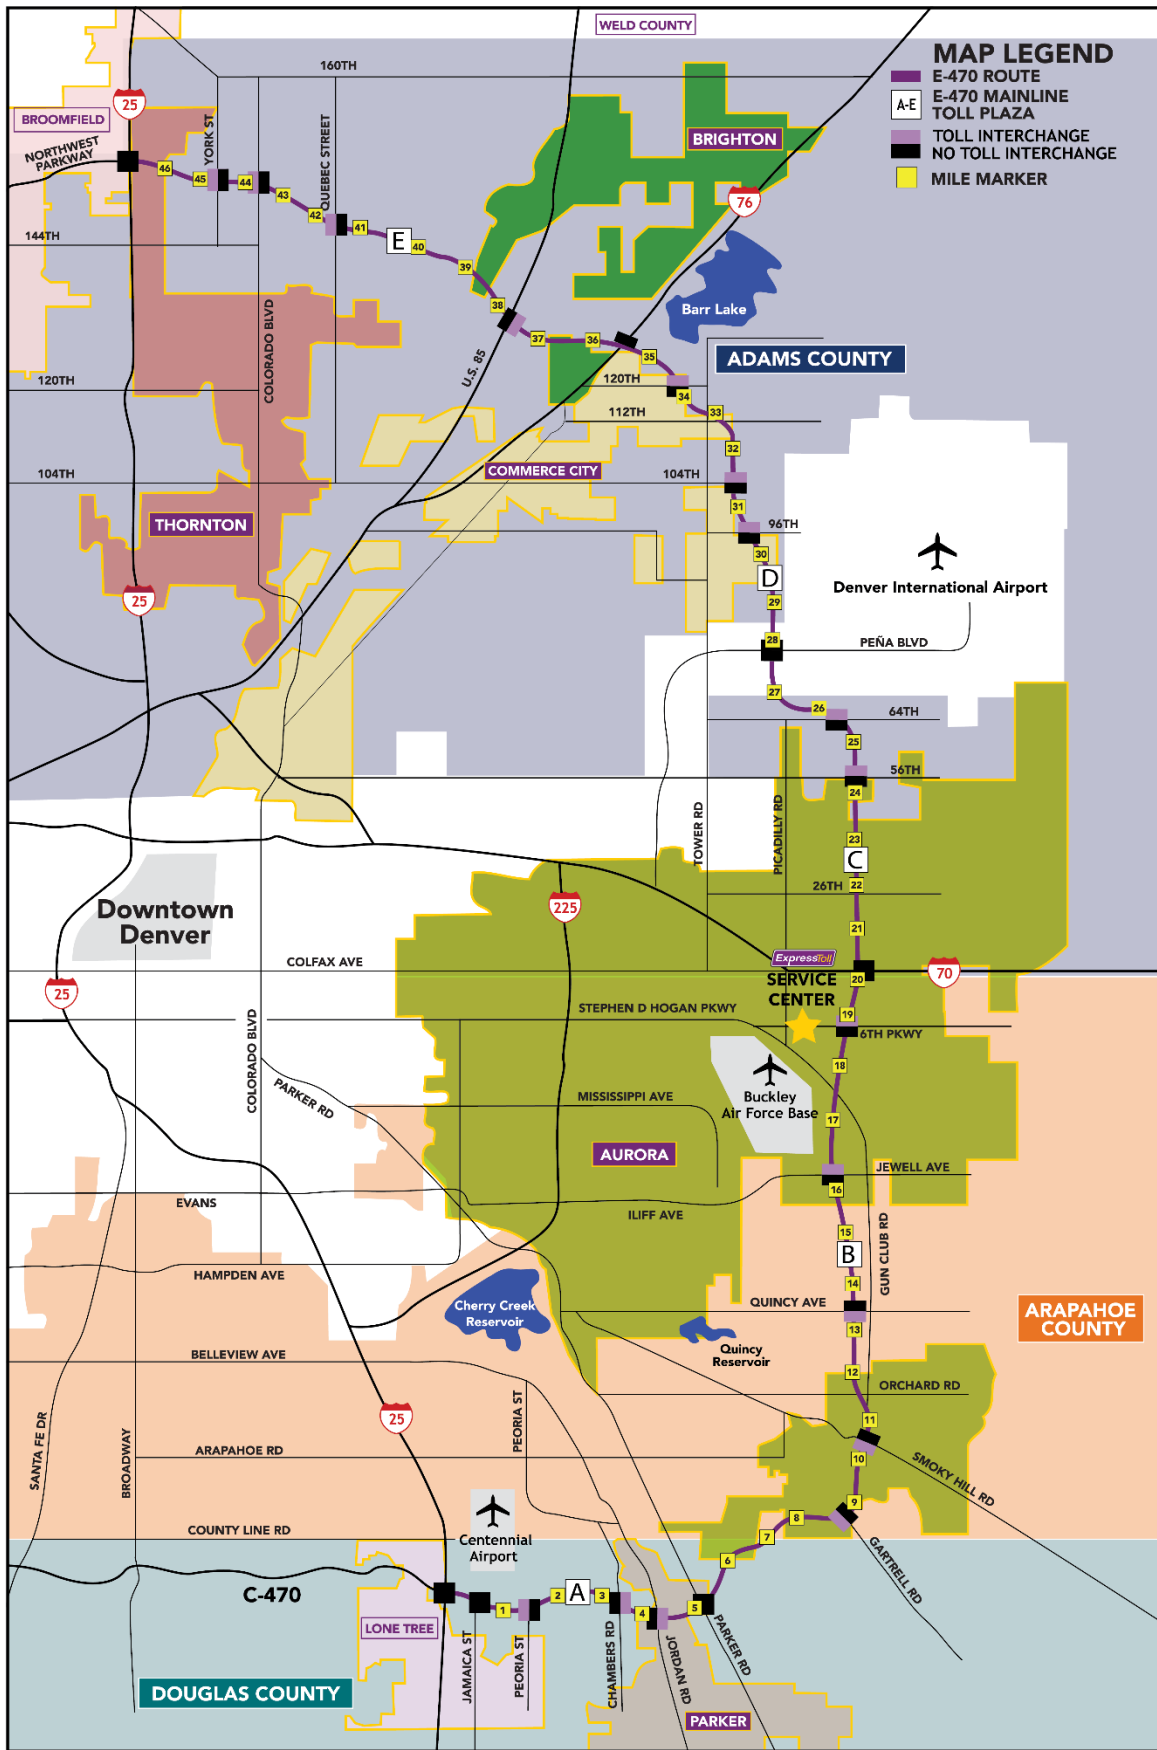 WELD COUNTY
MAP LEGEND
E-470 ROUTE
A-E
E-470 MAINLINE
TOLL PLAZA
TOLL INTERCHANGE
NO TOLL INTERCHANGE
MILE MARKER
160TH
25
BROOMFIELD
NORTHWEST
PARKWAY
YORK ST
QUEBEC STREET
BRIGHTON
76
46
45
44
43
42
41
E
40
39
38
144TH
Barr Lake
COLORADO BLVD
U.S. 85
37
36
35
ADAMS COUNTY
120TH
120TH
34
33
112TH
32
COMMERCE CITY
104TH
104TH
31
THORNTON
96TH
30
D
Denver International Airport
29
25
28
PEÑA BLVD
27
26
64TH
25
56TH
24
TOWER RD
PICADILLY RD
23
C
22
26TH
225
21
Downtown
Denver
COLFAX AVE
ExpressToll
SERVICE
CENTER
20
70
25
STEPHEN D HOGAN PKWY
19
6TH PKWY
COLORADO BLVD
PARKER RD
18
Buckley
Air Force Base
MISSISSIPPI AVE
17
AURORA
JEWELL AVE
16
EVANS
ILIFF AVE
GUN CLUB RD
15
B
HAMPDEN AVE
14
Cherry Creek
Reservoir
QUINCY AVE
13
ARAPAHOE
COUNTY
Quincy
Reservoir
BELLEVIEW AVE
12
ORCHARD RD
PEORIA ST
25
11
SANTA FE DR
BROADWAY
ARAPAHOE RD
10
SMOKY HILL RD
9
8
COUNTY LINE RD
Centennial
Airport
7
GARTRELL RD
6
C-470
1
2
A
3
4
5
LONE TREE
JAMAICA ST
PEORIA ST
CHAMBERS RD
JORDAN RD
PARKER RD
DOUGLAS COUNTY
PARKER